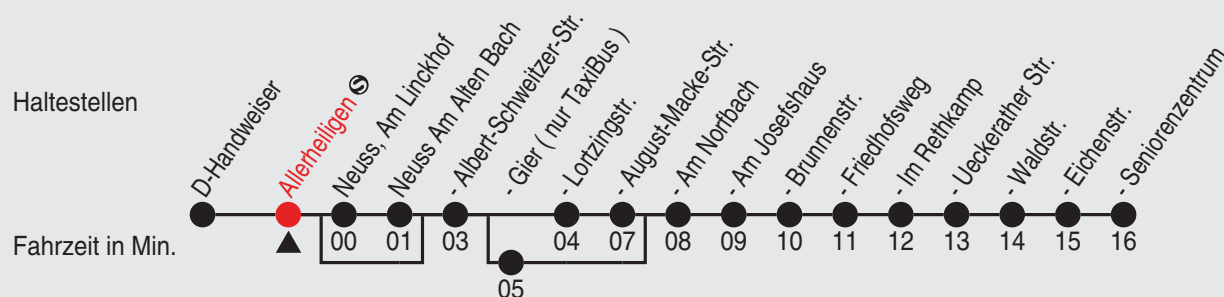 Haltestellen
D-Handweiser
Allerheiligen S
Neuss, Am Linckhof
Neuss Am Alten Bach
- Albert-Schweitzer-Str.
- Gier ( nur TaxiBus )
- Lortzingstr.
- August-Macke-Str.
- Am Norfbach
- Am Josefshaus
- Brunnenstr.
- Friedhofsweg
- Im Rethkamp
- Ueckerather Str.
- Waldstr.
- Eichenstr.
- Seniorenzentrum
Fahrzeit in Min.
00 01 03 04 07 08 09 10 11 12 13 14 15 16
05